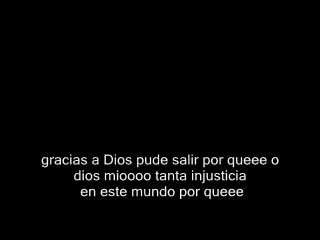 gracias a Dios pude salir por queee o
dios mioooo tanta injusticia
en este mundo por queee